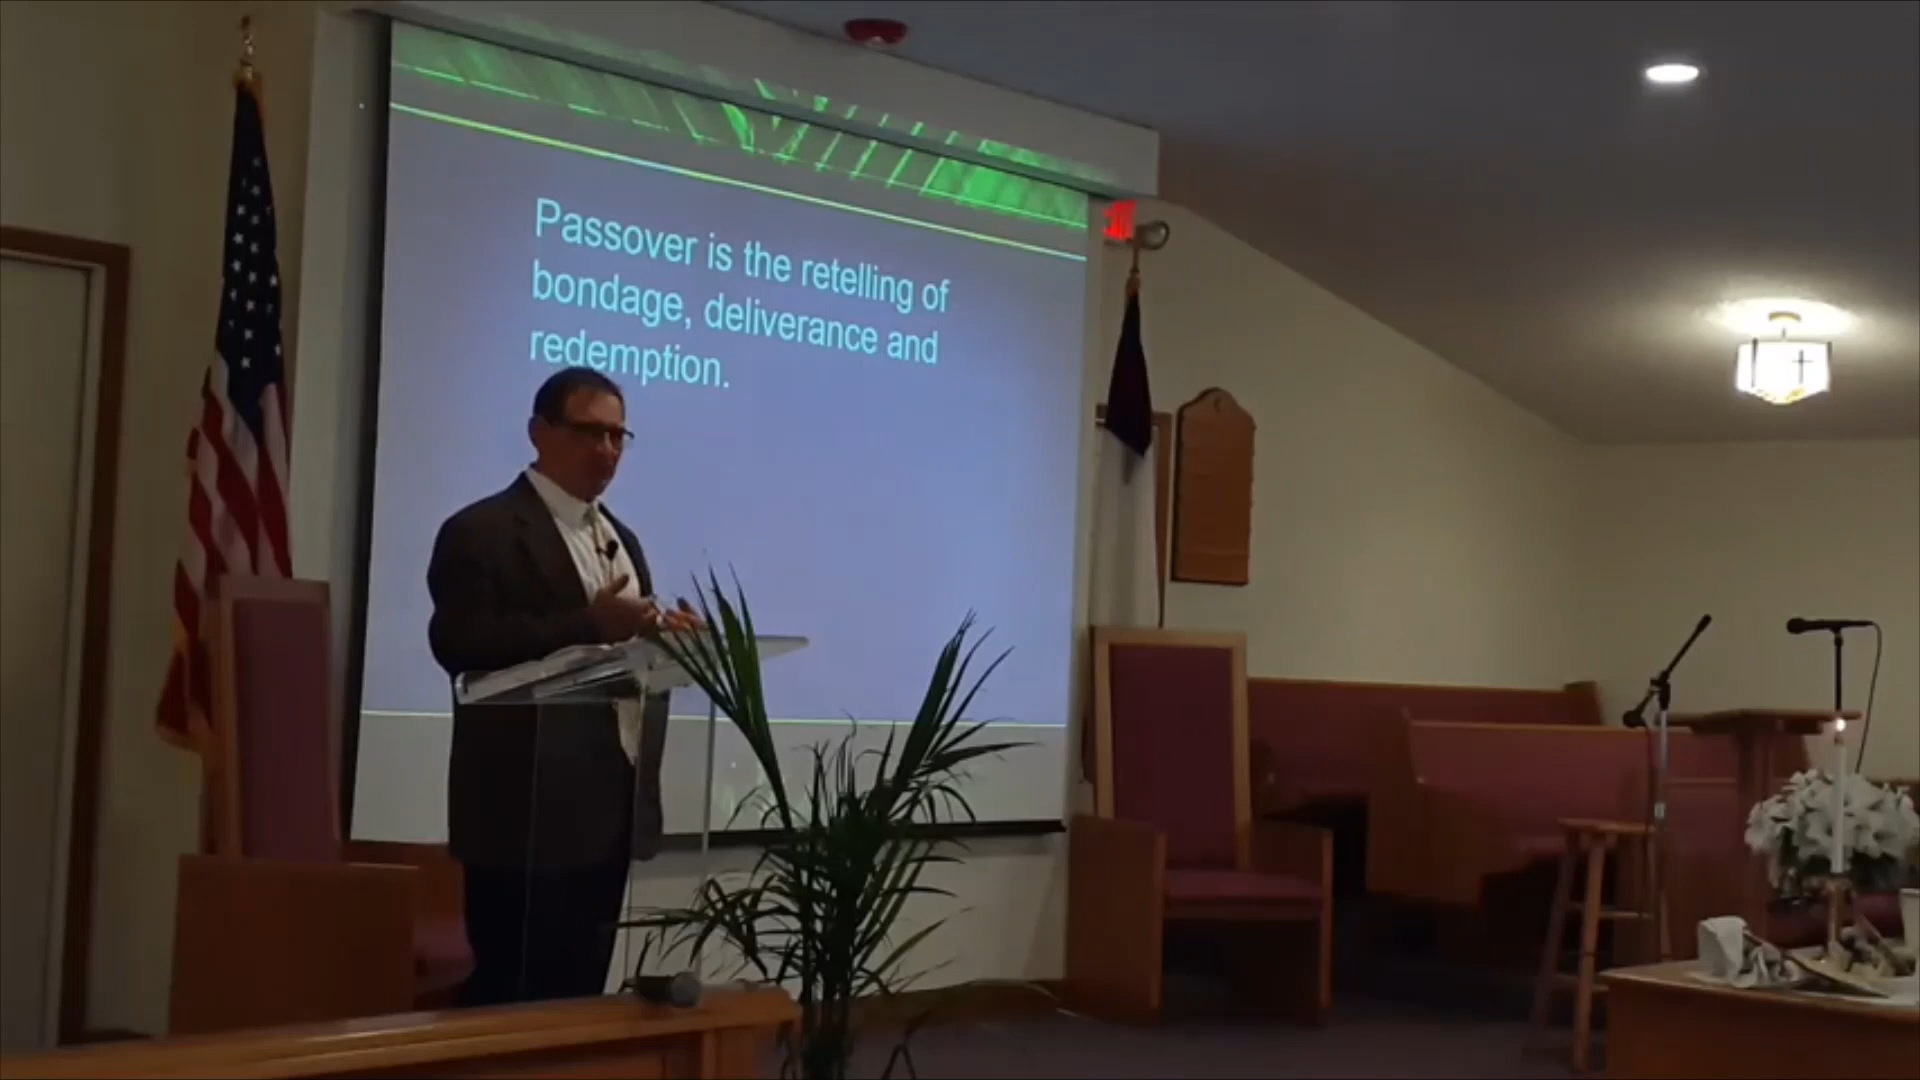 Passover is the retelling of
bondage, deliverance and
redemption.